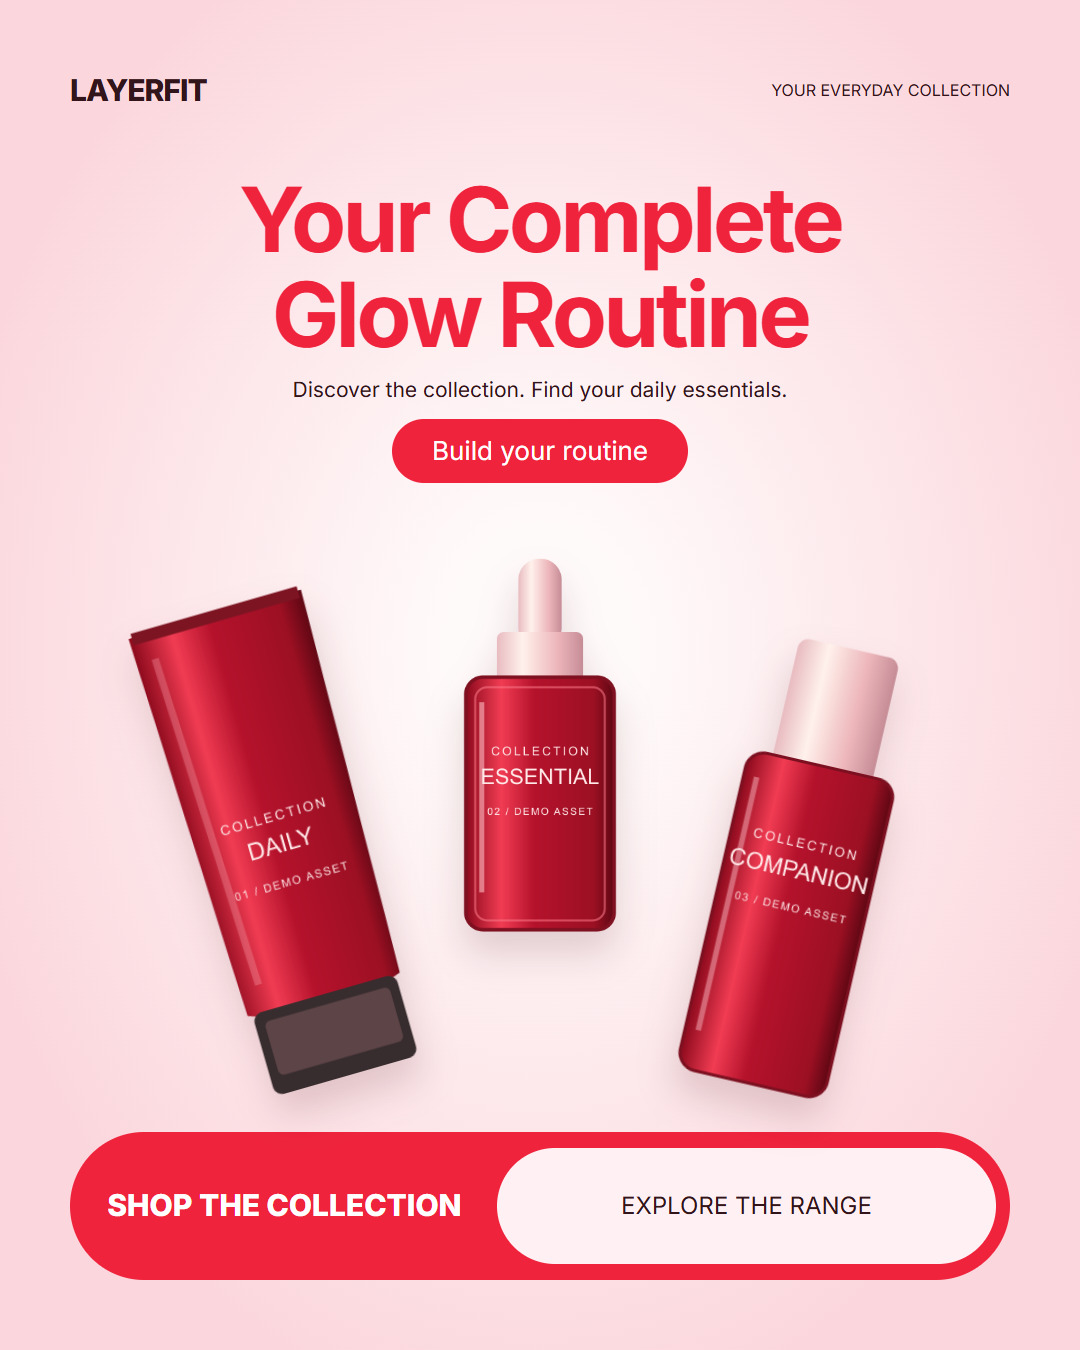 LAYERFIT
YOUR EVERYDAY COLLECTION
Your Complete
Glow Routine
Discover the collection. Find your daily essentials.
Build your routine
COLLECTION
DAILY
01 / DEMO ASSET
COLLECTION
ESSENTIAL
02 / DEMO ASSET
COLLECTION
COMPANION
03 / DEMO ASSET
SHOP THE COLLECTION
EXPLORE THE RANGE